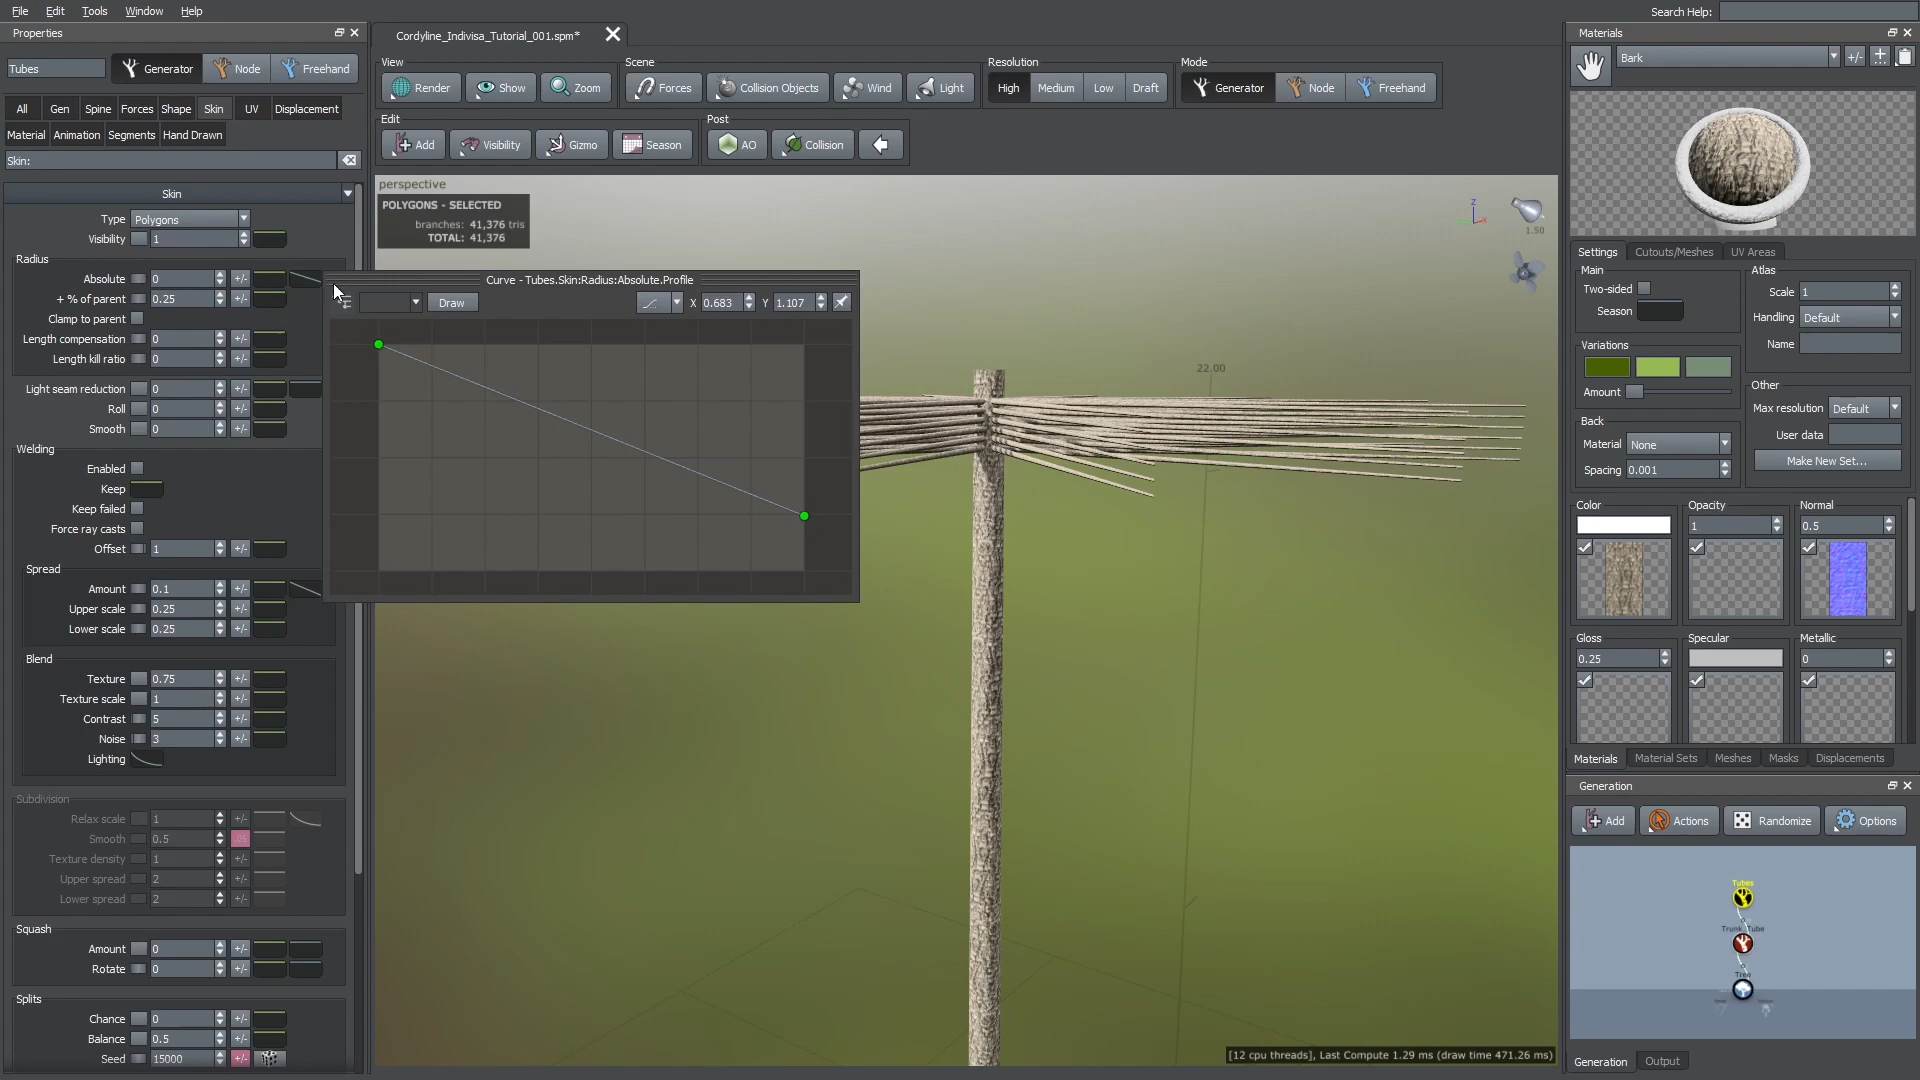 File Edit Tools Window Help
Search Help:
Properties
Tubes Generator Node Freehand
All Gen Spine Forces Shape Skin UV Displacement
Material Animation Segments Hand Drawn
Skin:
Skin
Type Polygons
Visibility 1
Radius
Absolute 0 +/-
+ % of parent 0.25 +/-
Clamp to parent
Length compensation 0 +/-
Length kill ratio 0 +/-
Light seam reduction 0 +/-
Roll 0 +/-
Smooth 0 +/-
Welding
Enabled
Keep
Keep failed
Force ray casts
Offset 1 +/-
Spread
Amount 0.1 +/-
Upper scale 0.25 +/-
Lower scale 0.25 +/-
Blend
Texture 0.75 +/-
Texture scale 1 +/-
Contrast 5 +/-
Noise 3 +/-
Lighting
Subdivision
Relax scale 1 +/-
Smooth 0.5 .05
Texture density 1 +/-
Upper spread 2 +/-
Lower spread 2 +/-
Squash
Amount 0 +/-
Rotate 0 +/-
Splits
Chance 0 +/-
Balance 0.5 +/-
Seed 15000 +/-
Cordyline_Indivisa_Tutorial_001.spm*
View Scene Resolution Mode
Render Show Zoom Forces Collision Objects Wind Light High Medium Low Draft Generator Node Freehand
Edit Post
Add Visibility Gizmo Season AO Collision
perspective
POLYGONS - SELECTED
branches: 41,376 tris
TOTAL: 41,376
Z
X
1.50
Curve - Tubes.Skin:Radius:Absolute.Profile
Draw X 0.683 Y 1.107
22.00
[12 cpu threads], Last Compute 1.29 ms (draw time 471.26 ms)
Materials
Bark +/-
Settings Cutouts/Meshes UV Areas
Main
Two-sided
Season
Variations
Amount
Back
Material None
Spacing 0.001
Atlas
Scale 1
Handling Default
Name
Other
Max resolution Default
User data
Make New Set...
Color Opacity Normal
1 0.5
Gloss Specular Metallic
0.25 0
Materials Material Sets Meshes Masks Displacements
Generation
Add Actions Randomize Options
Tubes
Trunk_Tube
Tree
Generation Output